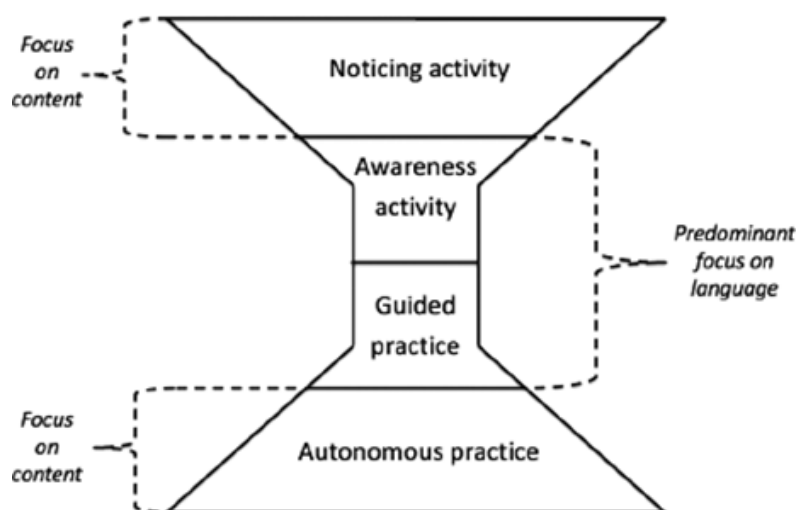 Focus
on
content
Noticing activity
Awareness
activity
Predominant
focus on
language
Guided
practice
Focus
on
content
Autonomous practice